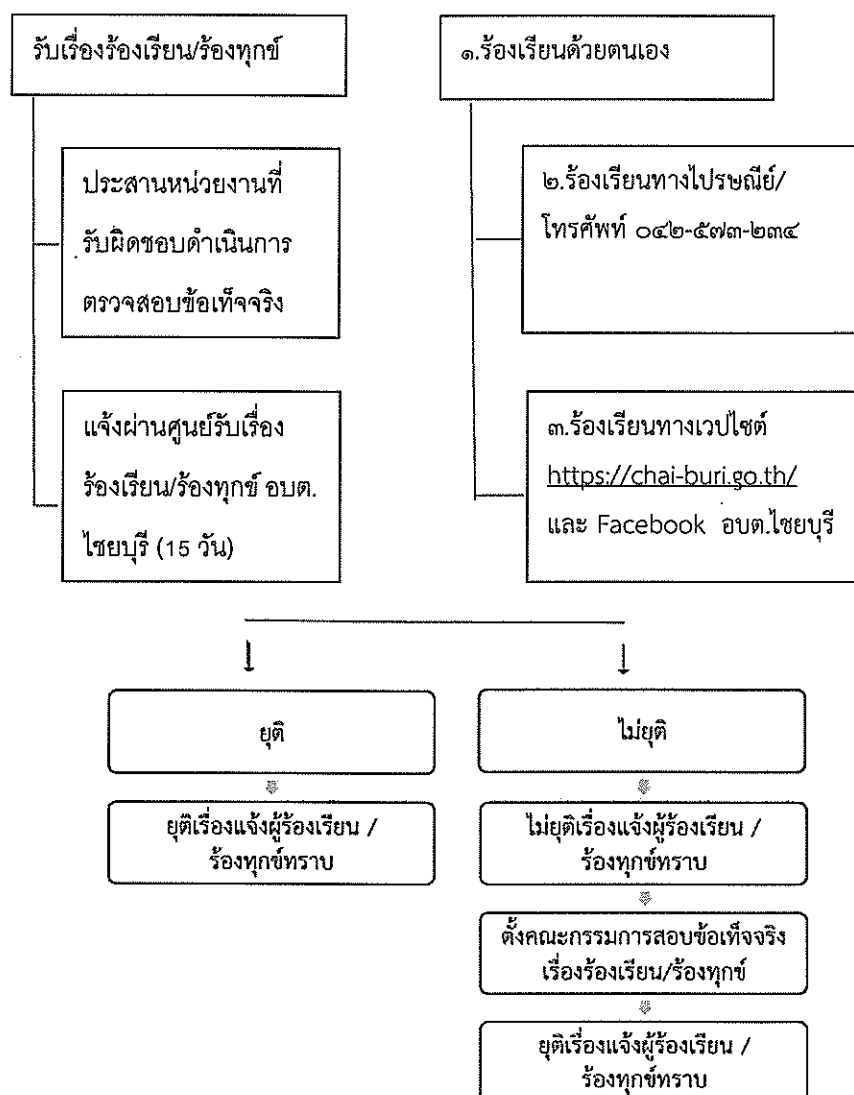 รับเรื่องร้องเรียน/ร้องทุกข์
ประสานหน่วยงานที่
รับผิดชอบดำเนินการ
ตรวจสอบข้อเท็จจริง
แจ้งผ่านศูนย์รับเรื่อง
ร้องเรียน/ร้องทุกข์ อบต.
ไชยบุรี (15 วัน)
๑.ร้องเรียนด้วยตนเอง
๒.ร้องเรียนทางไปรษณีย์/
โทรศัพท์ ๐๔๒-๕๗๓-๒๓๔
๓.ร้องเรียนทางเวปไซต์
https://chai-buri.go.th/
และ Facebook อบต.ไชยบุรี
ยุติ
ยุติเรื่องแจ้งผู้ร้องเรียน /
ร้องทุกข์ทราบ
ไม่ยุติ
ไม่ยุติเรื่องแจ้งผู้ร้องเรียน /
ร้องทุกข์ทราบ
ตั้งคณะกรรมการสอบข้อเท็จจริง
เรื่องร้องเรียน/ร้องทุกข์
ยุติเรื่องแจ้งผู้ร้องเรียน /
ร้องทุกข์ทราบ